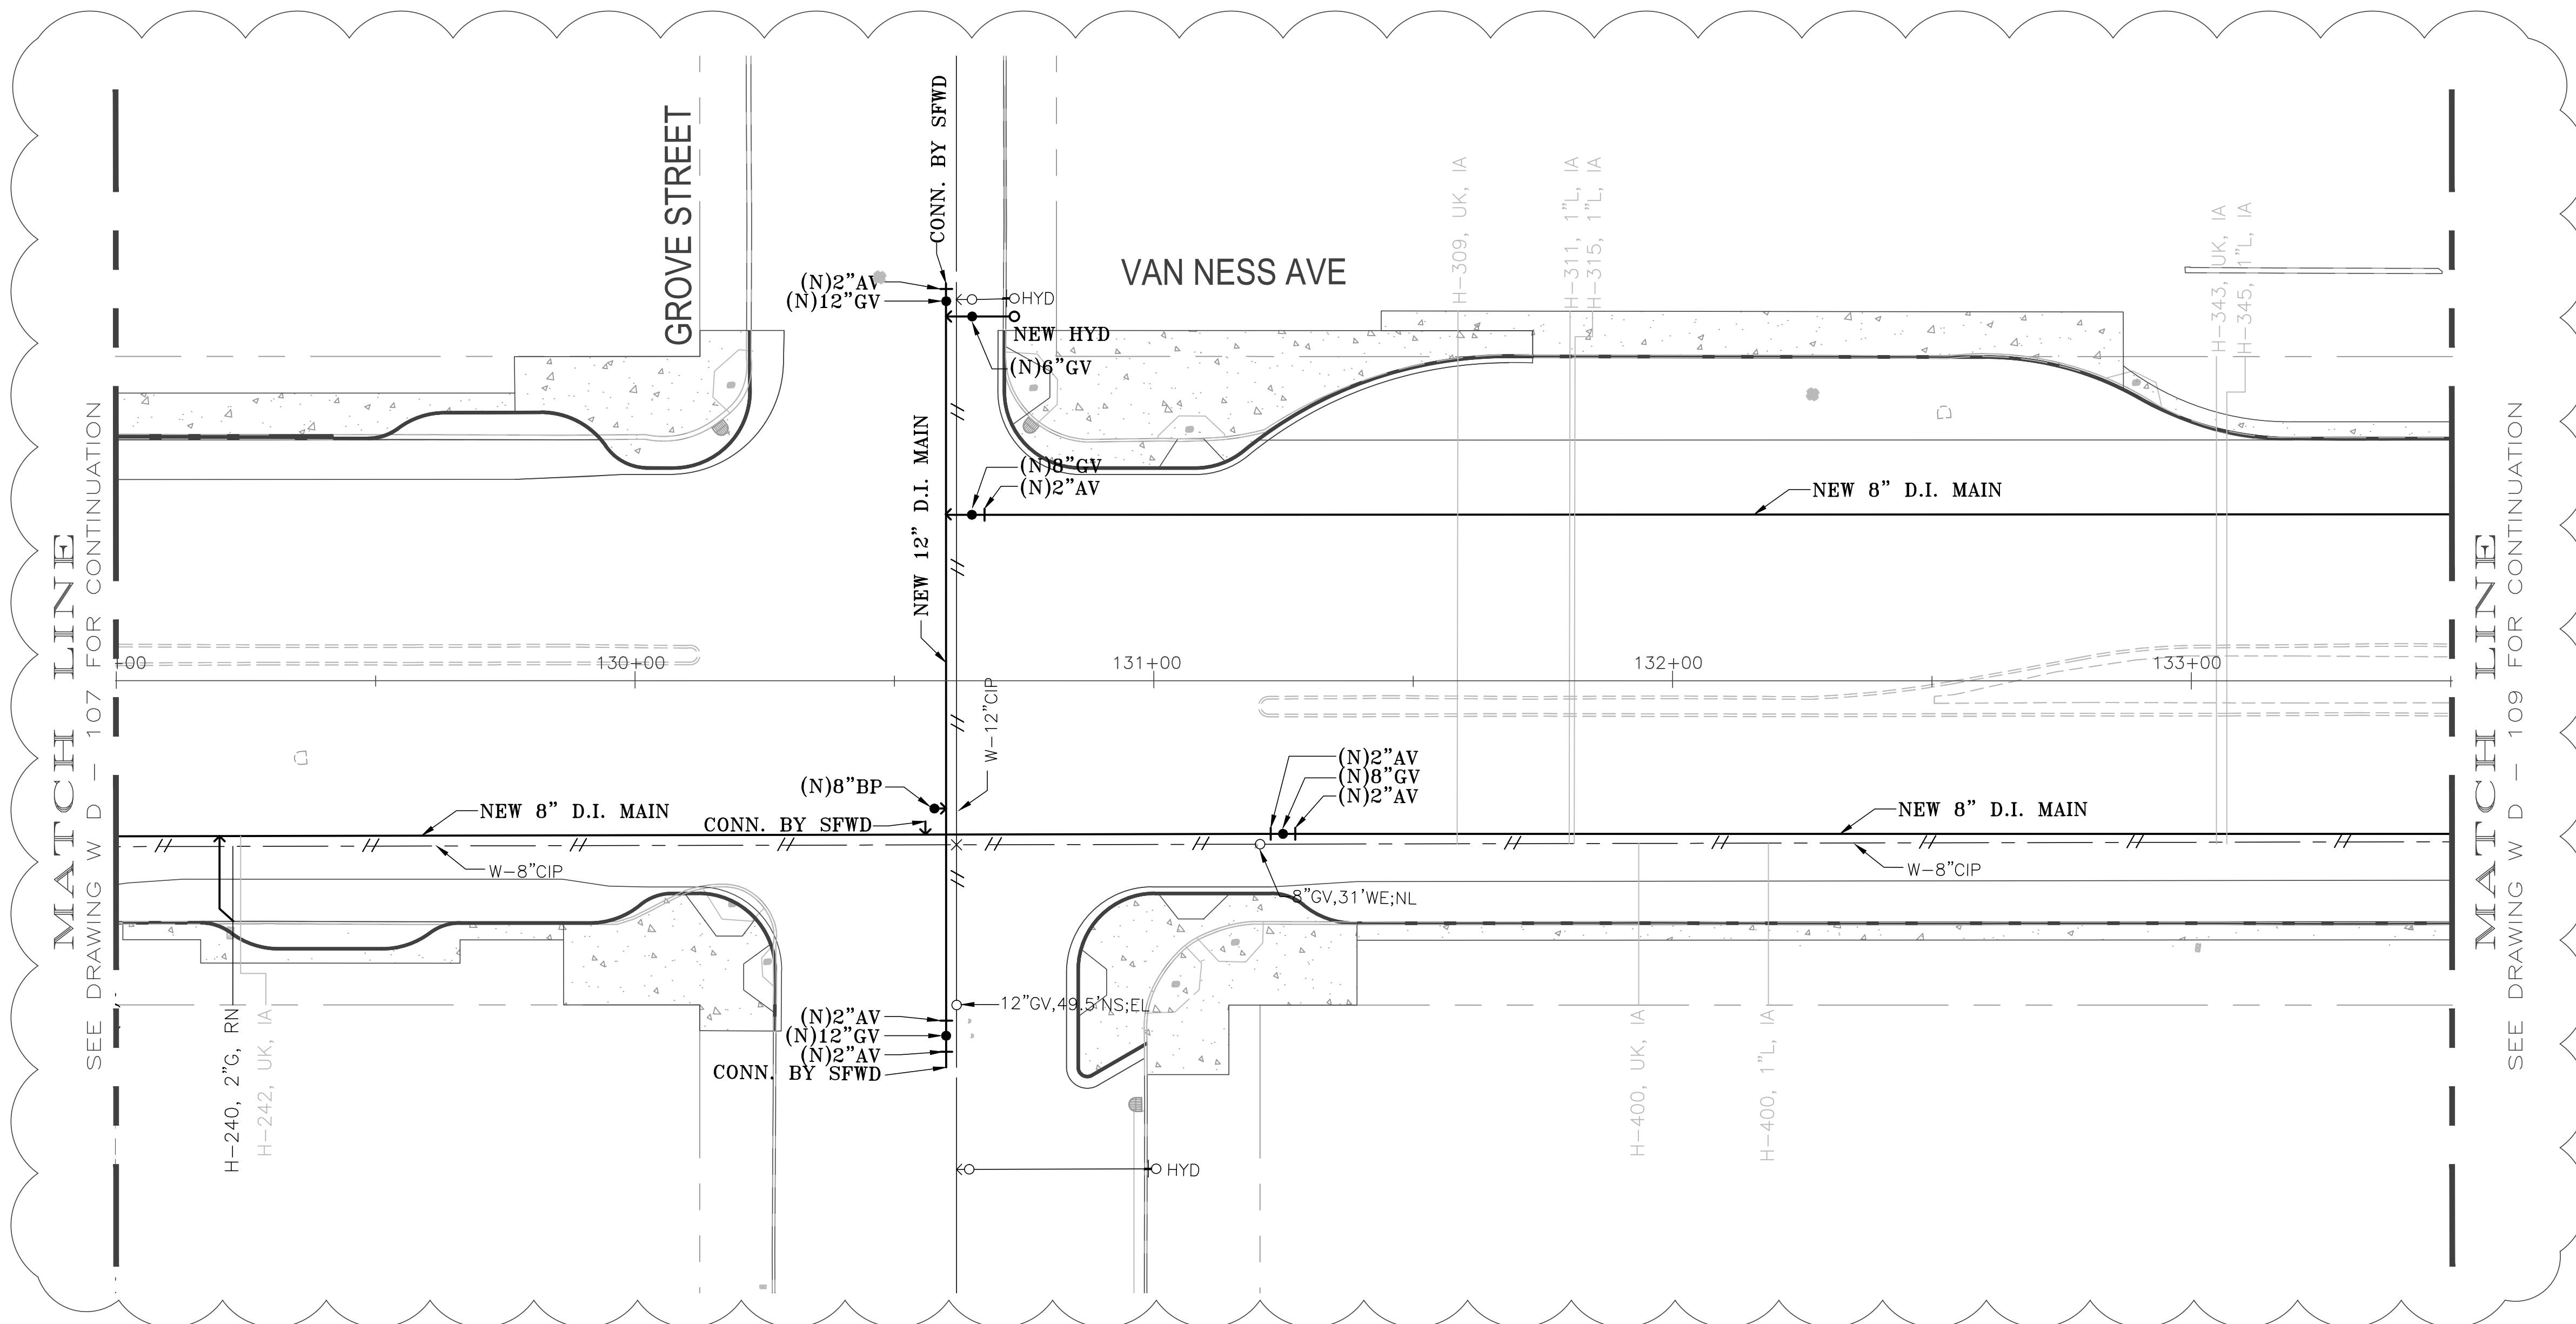 GROVE STREET
CONN. BY SFWD
VAN NESS AVE
H-309, UK, IA
H-311, 1"L, IA
H-315, 1"L, IA
H-343, UK, IA
H-345, 1"L, IA
(N)2"AV
(N)12"GV
HYD
NEW HYD
(N)6"GV
NEW 12" D.I. MAIN
(N)8"GV
(N)2"AV
NEW 8" D.I. MAIN
MATCH LINE
SEE DRAWING W D - 107 FOR CONTINUATION
MATCH LINE
SEE DRAWING W D - 109 FOR CONTINUATION
+00
130+00
131+00
132+00
133+00
W-12"CIP
(N)8"BP
NEW 8" D.I. MAIN
CONN. BY SFWD
(N)2"AV
(N)8"GV
(N)2"AV
NEW 8" D.I. MAIN
W-8"CIP
W-8"CIP
8"GV,31'WE;NL
12"GV,49.5'NS;EL
(N)2"AV
(N)12"GV
(N)2"AV
CONN. BY SFWD
H-240, 2"G, RN
H-242, UK, IA
H-400, UK, IA
H-400, 1"L, IA
HYD